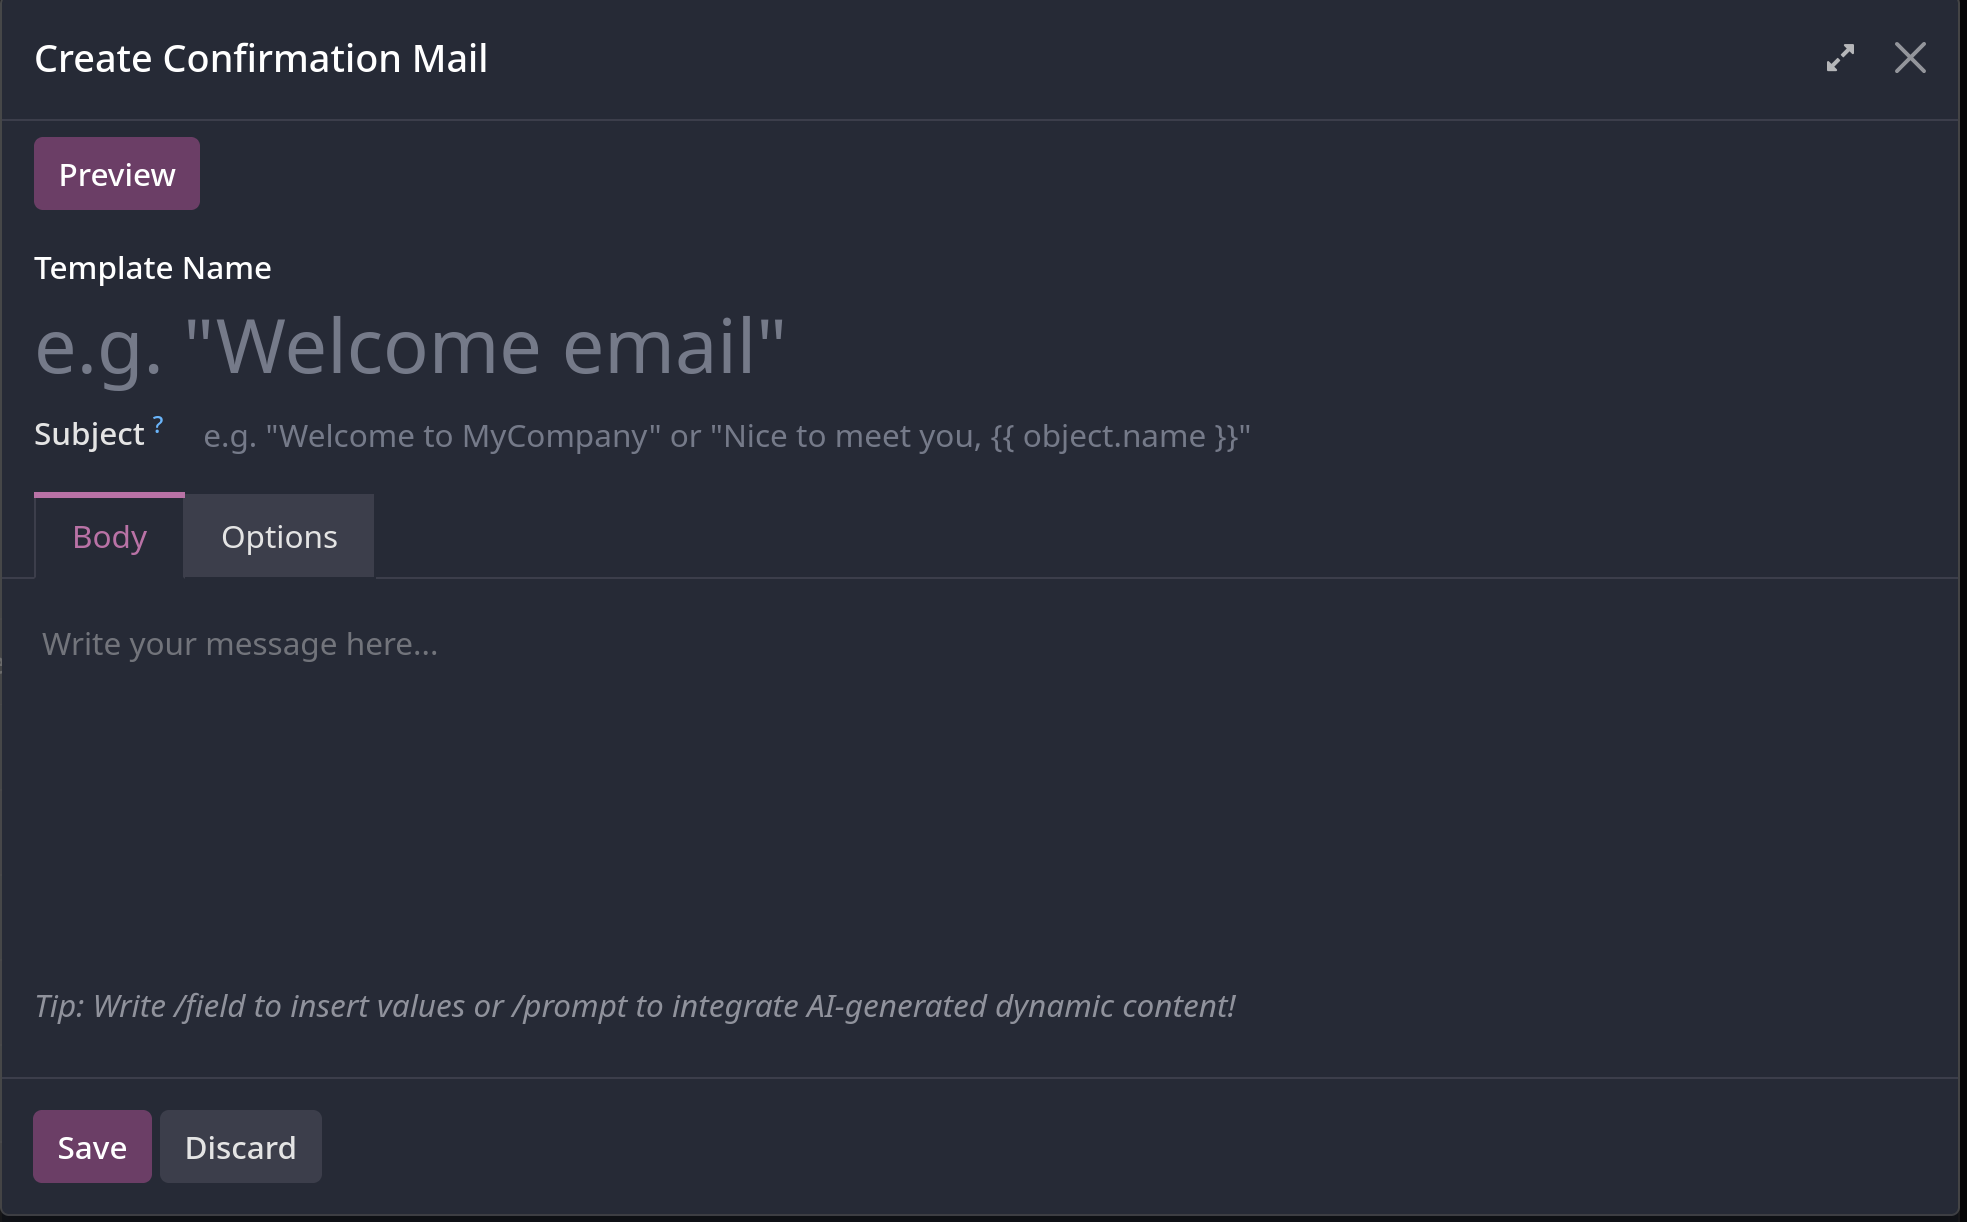 Create Confirmation Mail
Preview
Template Name
e.g. "Welcome email"
Subject ? e.g. "Welcome to MyCompany" or "Nice to meet you, {{ object.name }}"
Body Options
Write your message here...
Tip: Write /field to insert values or /prompt to integrate AI-generated dynamic content!
Save Discard